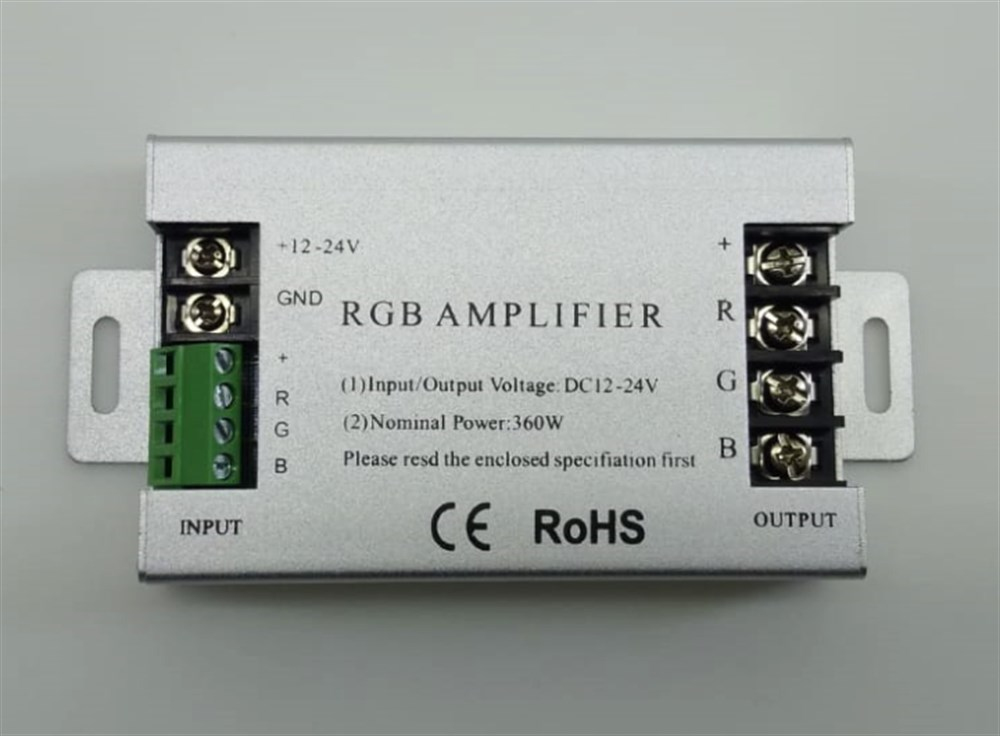 +12-24V
GND
+
R
G
B
INPUT
RGB AMPLIFIER
(1)Input/Output Voltage: DC12-24V
(2)Nominal Power:360W
Please resd the enclosed specifiation first
CE RoHS
+
R
G
B
OUTPUT